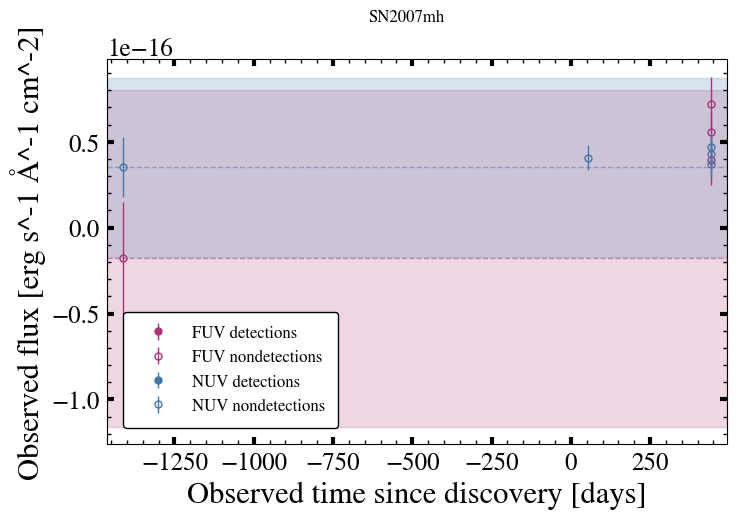 SN2007mh
1e−16
Observed flux [erg s^-1 Å^-1 cm^-2]
0.5
0.0
−0.5
−1.0
FUV detections
FUV nondetections
NUV detections
NUV nondetections
−1250 −1000 −750 −500 −250 0 250
Observed time since discovery [days]